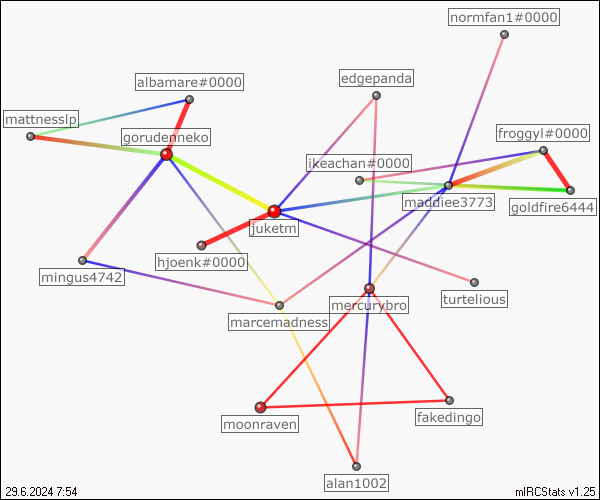 normfan1#0000
edgepanda
albamare#0000
mattnesslp
gorudenneko
froggyl#0000
ikeachan#0000
maddiee3773
goldfire6444
juketm
hjoenk#0000
mingus4742
turtelious
mercurybro
marcemadness
fakedingo
moonraven
alan1002
29.6.2024 7:54
mIRCStats v1.25